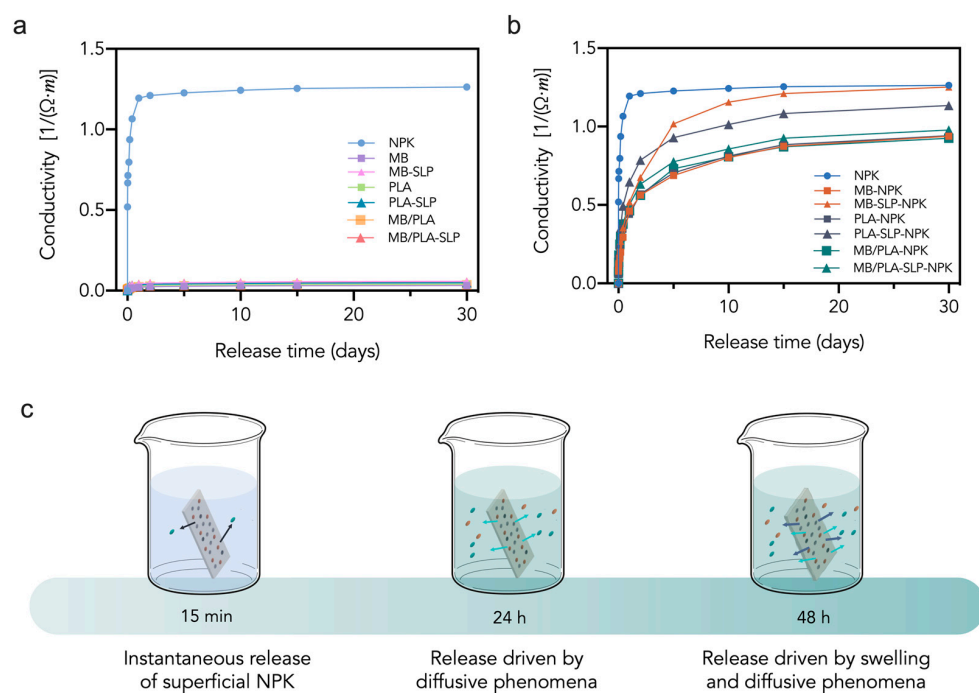 a
1.5
1.0
0.5
0.0
Conductivity [1/(Ω·m)]
0
10
20
30
Release time (days)
NPK
MB
MB-SLP
PLA
PLA-SLP
MB/PLA
MB/PLA-SLP
b
1.5
1.0
0.5
0.0
Conductivity [1/(Ω·m)]
0
10
20
30
Release time (days)
NPK
MB-NPK
MB-SLP-NPK
PLA-NPK
PLA-SLP-NPK
MB/PLA-NPK
MB/PLA-SLP-NPK
c
15 min
24 h
48 h
Instantaneous release
of superficial NPK
Release driven by
diffusive phenomena
Release driven by swelling
and diffusive phenomena